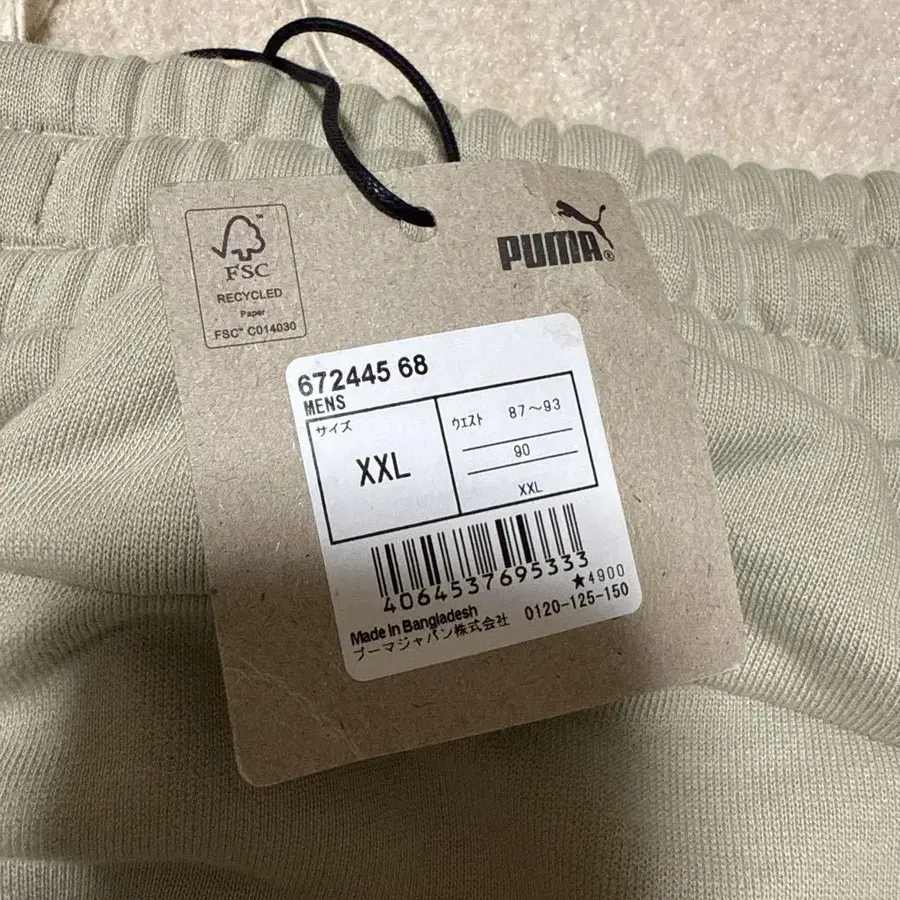 FSC
RECYCLED
Paper
FSC® C014030
PUMA®
672445 68
MENS
サイズ
XXL
ウエスト 87〜93
90
XXL
4064537695333
★4900
Made in Bangladesh
プーマジャパン株式会社 0120-125-150